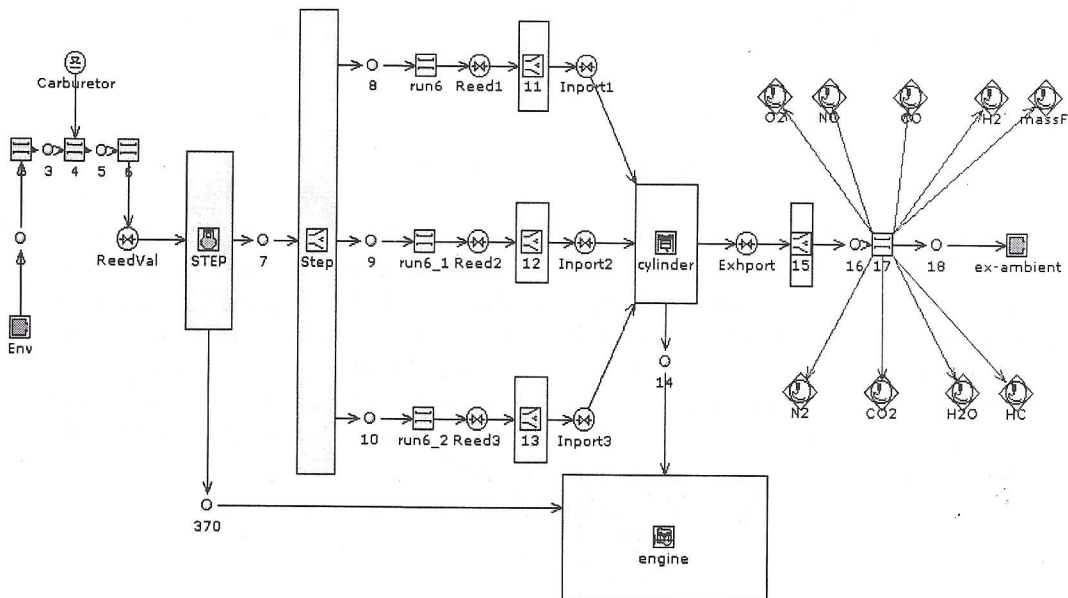 Carburetor
3
4
5
6
ReedVal
Env
STEP
7
Step
370
8
run6
Reed1
11
Inport1
9
run6_1
Reed2
12
Inport2
10
run6_2
Reed3
13
Inport3
cylinder
14
engine
Exhport
15
16
17
18
ex-ambient
O2
NO
CO
H2
massF
N2
CO2
H2O
HC